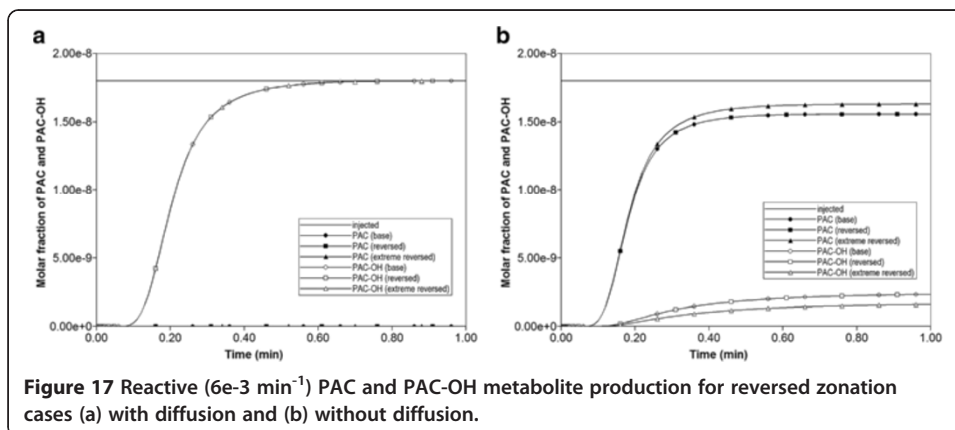 a
2.00e-8
1.50e-8
1.00e-8
5.00e-9
0.00e+0
Molar fraction of PAC and PAC-OH
injected
PAC (base)
PAC (reversed)
PAC (extreme reversed)
PAC-OH (base)
PAC-OH (reversed)
PAC-OH (extreme reversed)
0.00 0.20 0.40 0.60 0.80 1.00
Time (min)
b
2.00e-8
1.50e-8
1.00e-8
5.00e-9
0.00e+0
Molar fraction of PAC and PAC-OH
injected
PAC (base)
PAC (reversed)
PAC (extreme reversed)
PAC-OH (base)
PAC-OH (reversed)
PAC-OH (extreme reversed)
0.00 0.20 0.40 0.60 0.80 1.00
Time (min)
Figure 17 Reactive (6e-3 min⁻¹) PAC and PAC-OH metabolite production for reversed zonation
cases (a) with diffusion and (b) without diffusion.